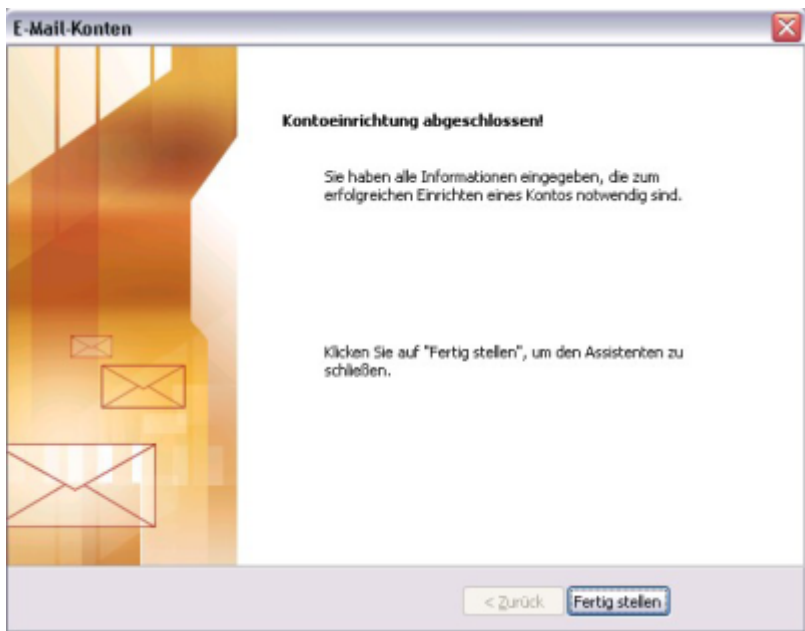 E-Mail-Konten
Kontoeinrichtung abgeschlossen!
Sie haben alle Informationen eingegeben, die zum
erfolgreichen Einrichten eines Kontos notwendig sind.
Klicken Sie auf "Fertig stellen", um den Assistenten zu
schließen.
< Zurück Fertig stellen